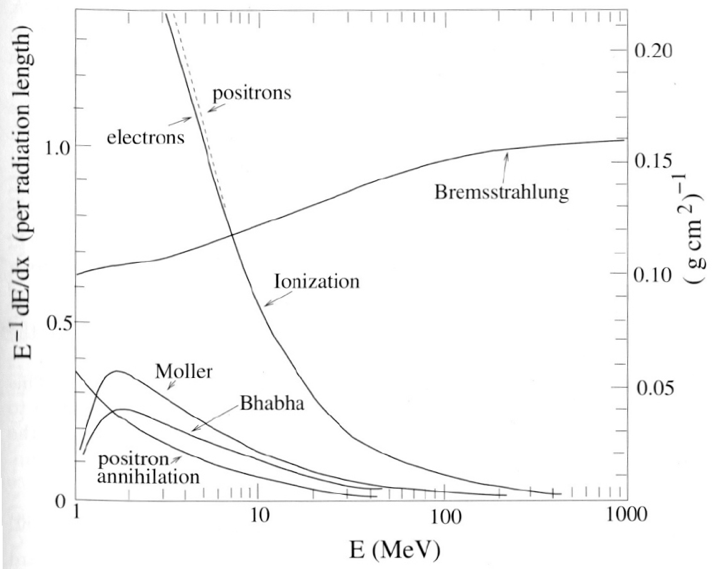 E⁻¹ dE/dx (per radiation length)
1.0
0.5
0
positrons
electrons
Bremsstrahlung
Ionization
Moller
Bhabha
positron
annihilation
0.20
0.15
0.10
0.05
(g cm²)⁻¹
1
10
100
1000
E (MeV)